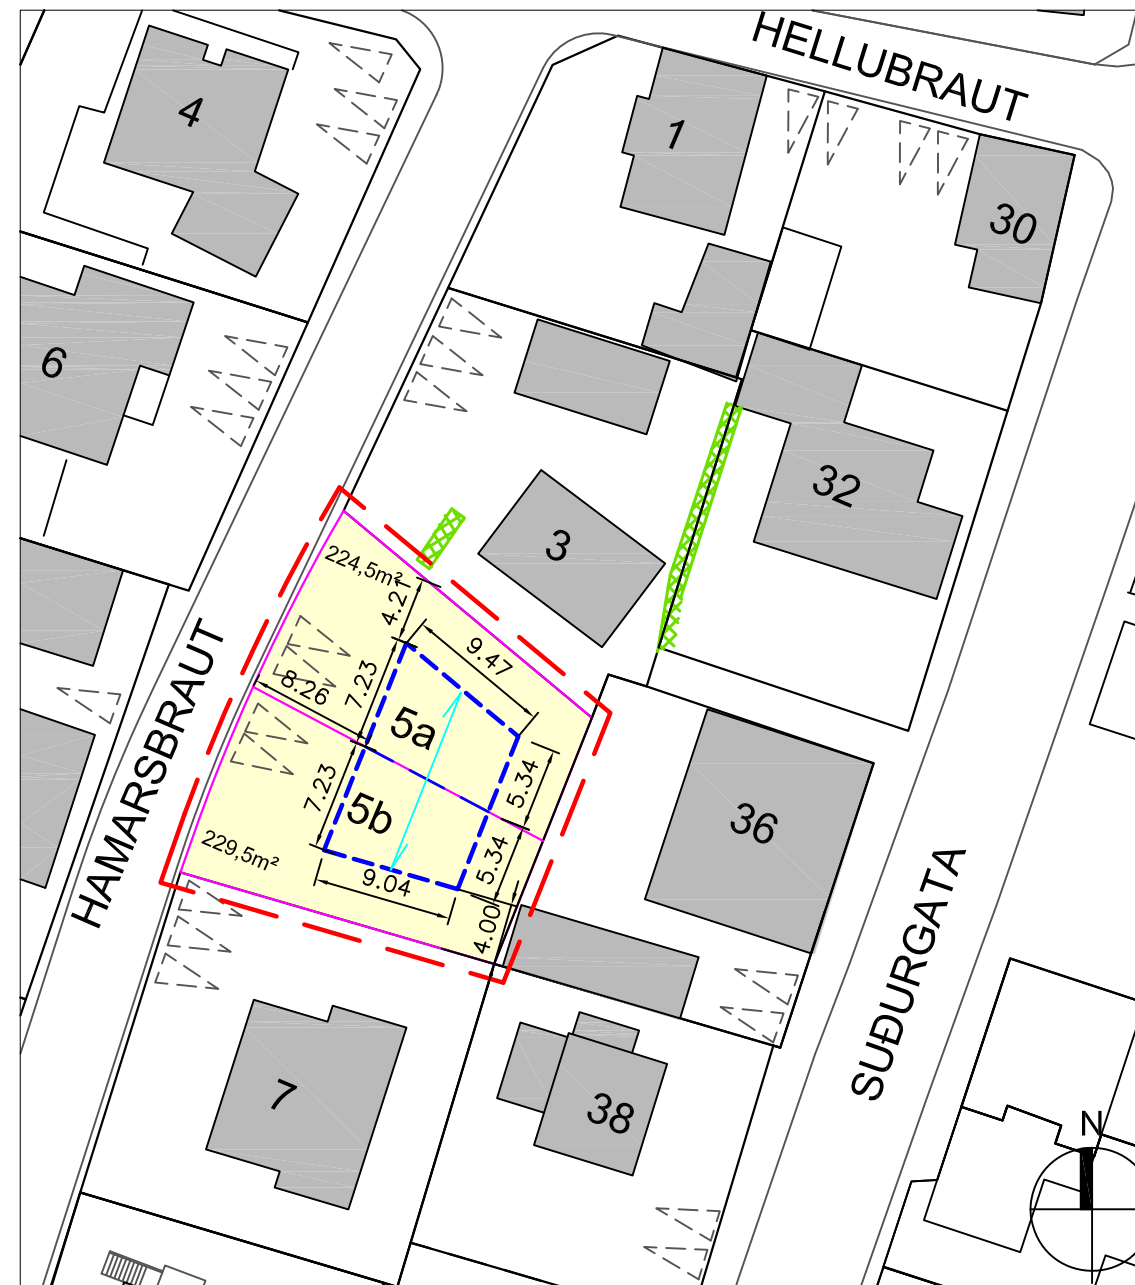 HELLUBRAUT
4
1
30
6
32
3
224,5m²
4.21
9.47
8.26
7.23
5a
5.34
7.23
5b
36
229,5m²
5.34
9.04
4.00
HAMARSBRAUT
SUÐURGATA
7
38
N